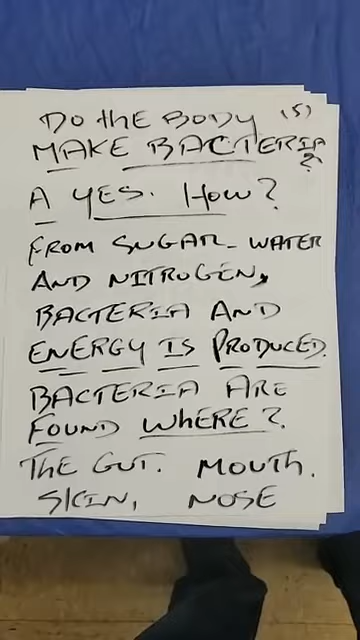 DO the BODY (5)
MAKE BACTERIA?
A YES. HOW?
FROM SUGAR-WATER
AND NITROGEN,
BACTERIA AND
ENERGY IS PRODUCED.
BACTERIA ARE
FOUND WHERE?.
THE GUT. MOUTH.
SKIN, NOSE